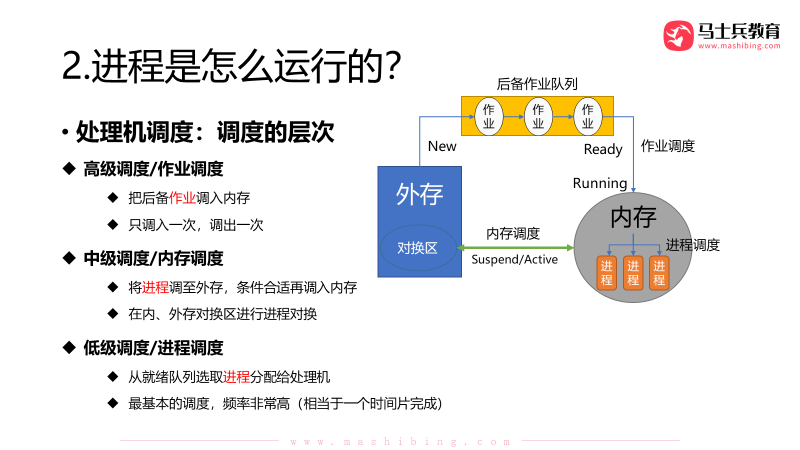 马士兵教育
www.mashibing.com
2.进程是怎么运行的？
• 处理机调度：调度的层次
◆ 高级调度/作业调度
◆ 把后备作业调入内存
◆ 只调入一次，调出一次
◆ 中级调度/内存调度
◆ 将进程调至外存，条件合适再调入内存
◆ 在内、外存对换区进行进程对换
◆ 低级调度/进程调度
◆ 从就绪队列选取进程分配给处理机
◆ 最基本的调度，频率非常高（相当于一个时间片完成）
后备作业队列
作业
作业
作业
New
Ready
作业调度
Running
外存
对换区
内存调度
Suspend/Active
内存
进程调度
进程
进程
进程
www.mashibing.com